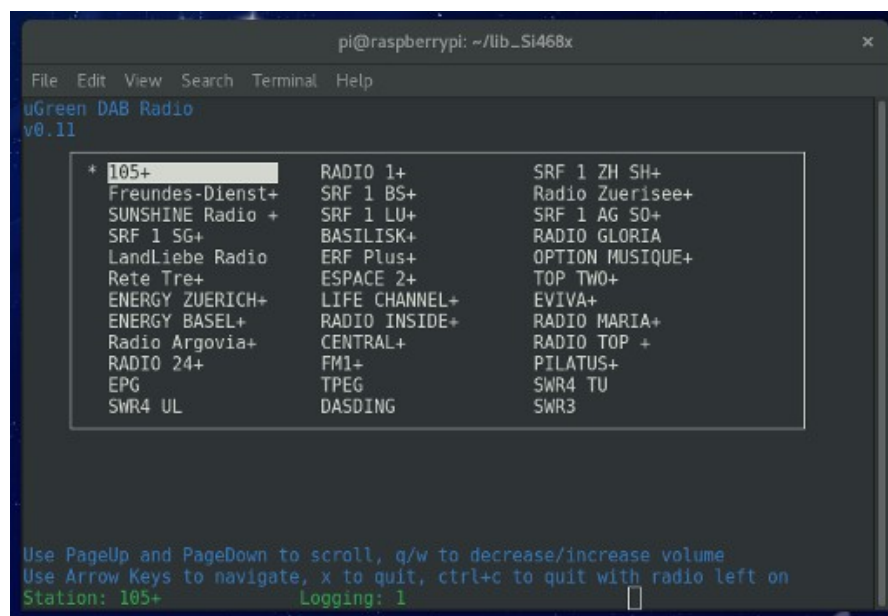 pi@raspberrypi: ~/lib_Si468x ×
File Edit View Search Terminal Help
uGreen DAB Radio
v0.11
* 105+ RADIO 1+ SRF 1 ZH SH+
Freundes-Dienst+ SRF 1 BS+ Radio Zuerisee+
SUNSHINE Radio + SRF 1 LU+ SRF 1 AG SO+
SRF 1 SG+ BASILISK+ RADIO GLORIA
LandLiebe Radio ERF Plus+ OPTION MUSIQUE+
Rete Tre+ ESPACE 2+ TOP TWO+
ENERGY ZUERICH+ LIFE CHANNEL+ EVIVA+
ENERGY BASEL+ RADIO INSIDE+ RADIO MARIA+
Radio Argovia+ CENTRAL+ RADIO TOP +
RADIO 24+ FM1+ PILATUS+
EPG TPEG SWR4 TU
SWR4 UL DASDING SWR3
Use PageUp and PageDown to scroll, q/w to decrease/increase volume
Use Arrow Keys to navigate, x to quit, ctrl+c to quit with radio left on
Station: 105+ Logging: 1